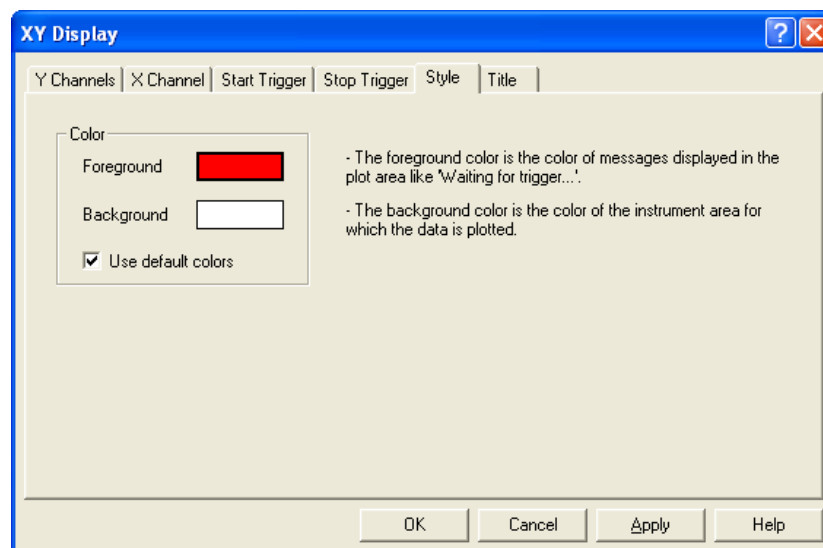 XY Display
Y Channels X Channel Start Trigger Stop Trigger Style Title
Color
Foreground
Background
Use default colors
- The foreground color is the color of messages displayed in the
plot area like 'Waiting for trigger...'.
- The background color is the color of the instrument area for
which the data is plotted.
OK Cancel Apply Help